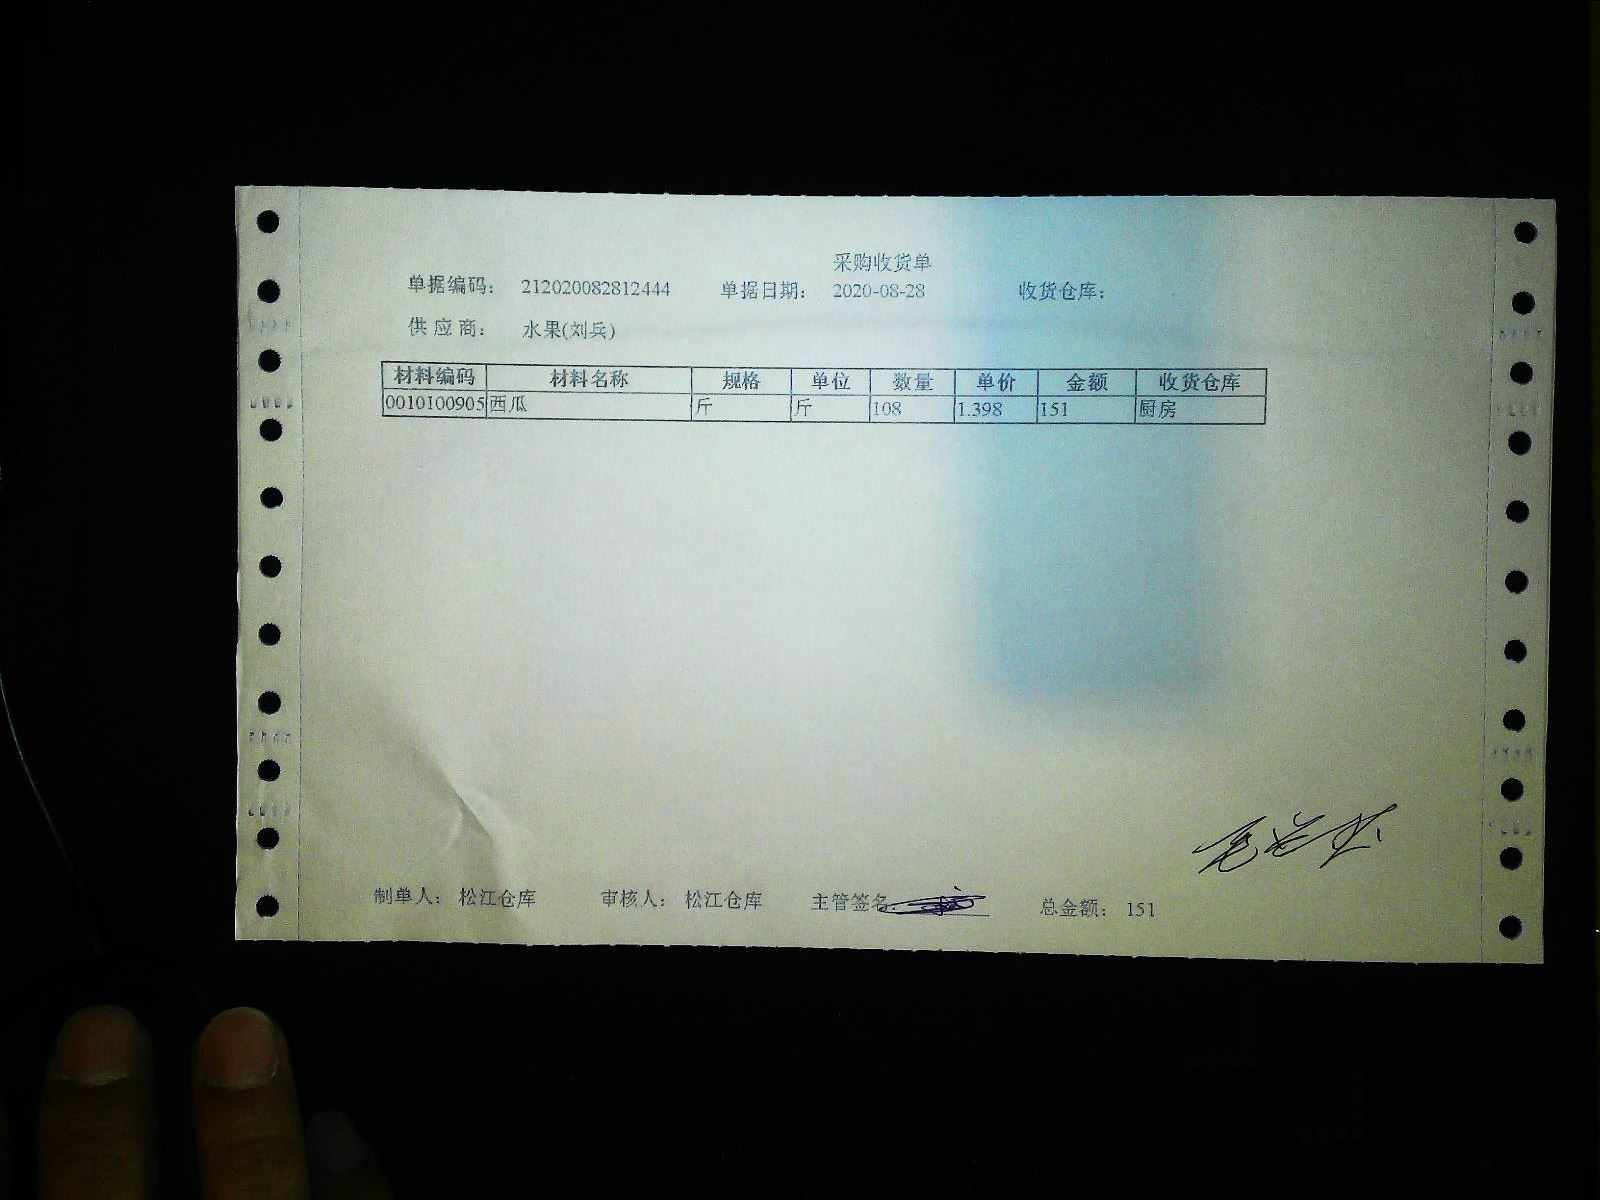 采购收货单
单据编码： 212020082812444 单据日期： 2020-08-28 收货仓库：
供应商： 水果(刘兵)
材料编码 材料名称 规格 单位 数量 单价 金额 收货仓库
0010100905 西瓜 斤 斤 108 1.398 151 厨房
制单人： 松江仓库 审核人： 松江仓库 主管签名： 总金额： 151